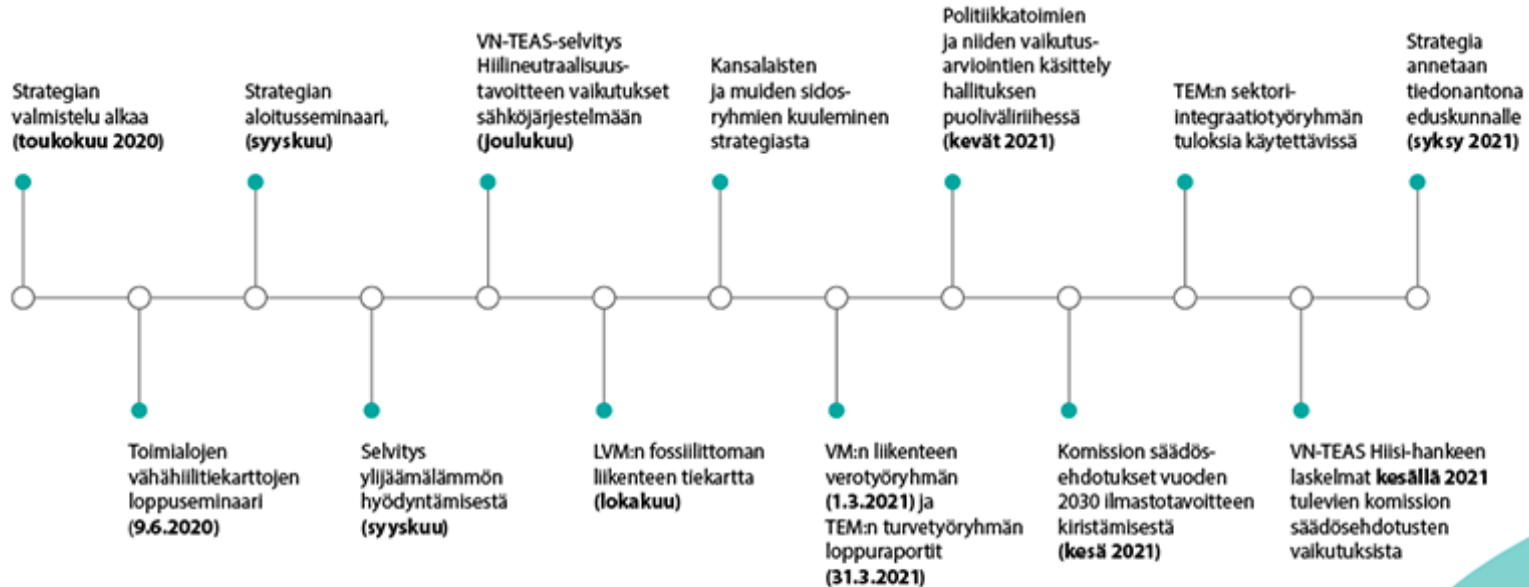 Strategian
valmistelu alkaa
(toukokuu 2020)
Strategian
aloitusseminaari,
(syyskuu)
VN-TEAS-selvitys
Hiilineutraalisuus-
tavoitteen vaikutukset
sähköjärjestelmään
(joulukuu)
Kansalaisten
ja muiden sidos-
ryhmien kuuleminen
strategiasta
Politiikkatoimien
ja niiden vaikutus-
arviointien käsittely
hallituksen
puoliväliriihessä
(kevät 2021)
TEM:n sektori-
integraatiotyöryhmän
tuloksia käytettävissä
Strategia
annetaan
tiedonantona
eduskunnalle
(syksy 2021)
Toimialojen
vähähiilitiekarttojen
loppuseminaari
(9.6.2020)
Selvitys
ylijäämälämmön
hyödyntämisestä
(syyskuu)
LVM:n fossiilittoman
liikenteen tiekartta
(lokakuu)
VM:n liikenteen
verotyöryhmän
(1.3.2021) ja
TEM:n turvetyöryhmän
loppuraportit
(31.3.2021)
Komission säädös-
ehdotukset vuoden
2030 ilmastotavoitteen
kiristämisestä
(kesä 2021)
VN-TEAS Hiisi-hankeen
laskelmat kesällä 2021
tulevien komission
säädösehdotusten
vaikutuksista